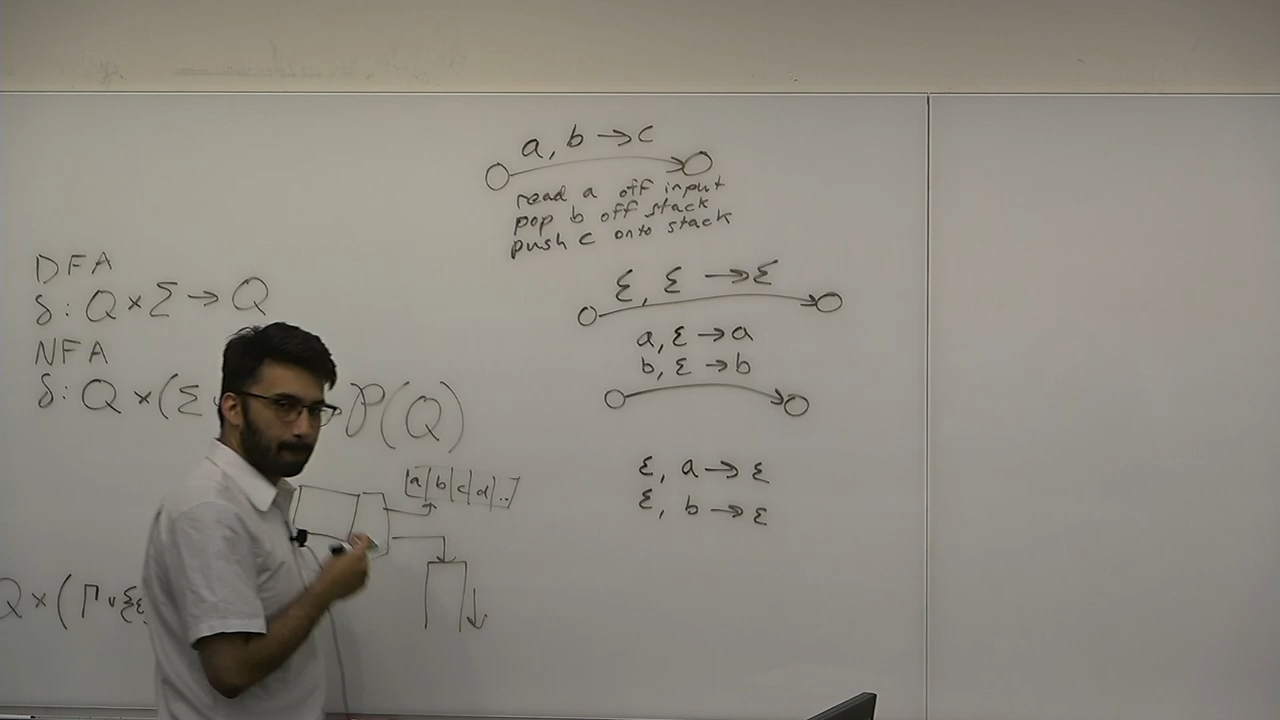 a, b → c
read a off input
pop b off stack
push c onto stack
DFA
δ: Q × Σ → Q
NFA
δ: Q × (Σ P(Q)
ε, ε → ε
a, ε → a
b, ε → b
ε, a → ε
ε, b → ε
|a|b|c|d|..|
Q × (Γ ∪ {ε